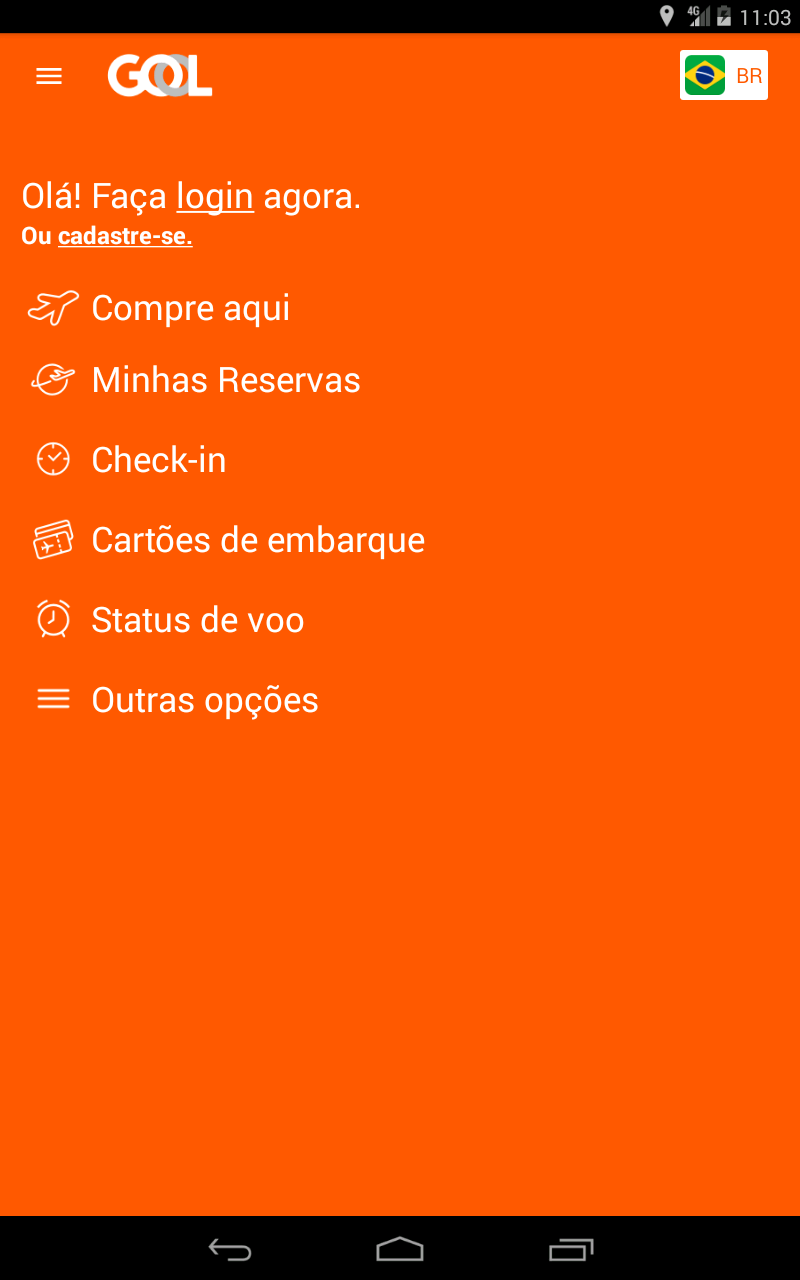 4G 11:03
GOL BR
Olá! Faça login agora.
Ou cadastre-se.
Compre aqui
Minhas Reservas
Check-in
Cartões de embarque
Status de voo
Outras opções